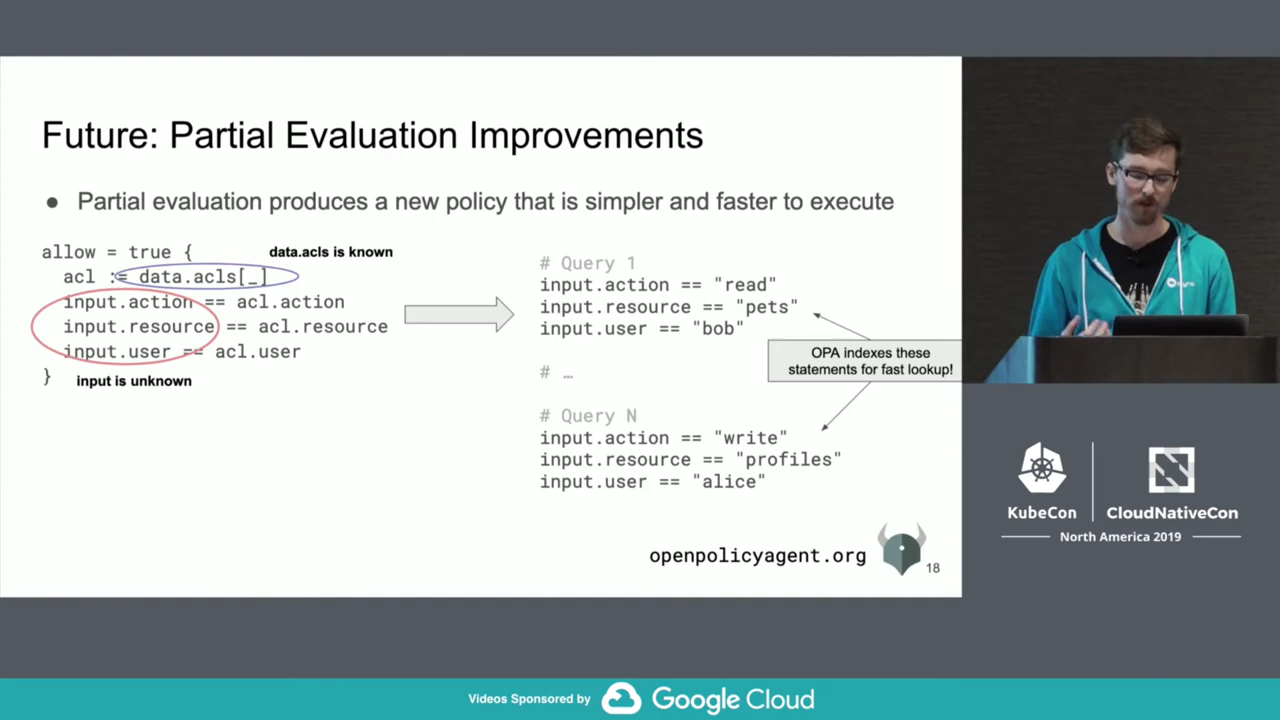 Future: Partial Evaluation Improvements
● Partial evaluation produces a new policy that is simpler and faster to execute
allow = true {
data.acls is known
acl := data.acls[_]
input.action == acl.action
input.resource == acl.resource
input.user == acl.user
}
input is unknown
# Query 1
input.action == "read"
input.resource == "pets"
input.user == "bob"
OPA indexes these
statements for fast lookup!
# …
# Query N
input.action == "write"
input.resource == "profiles"
input.user == "alice"
openpolicyagent.org
18
KubeCon
CloudNativeCon
North America 2019
Videos Sponsored by Google Cloud